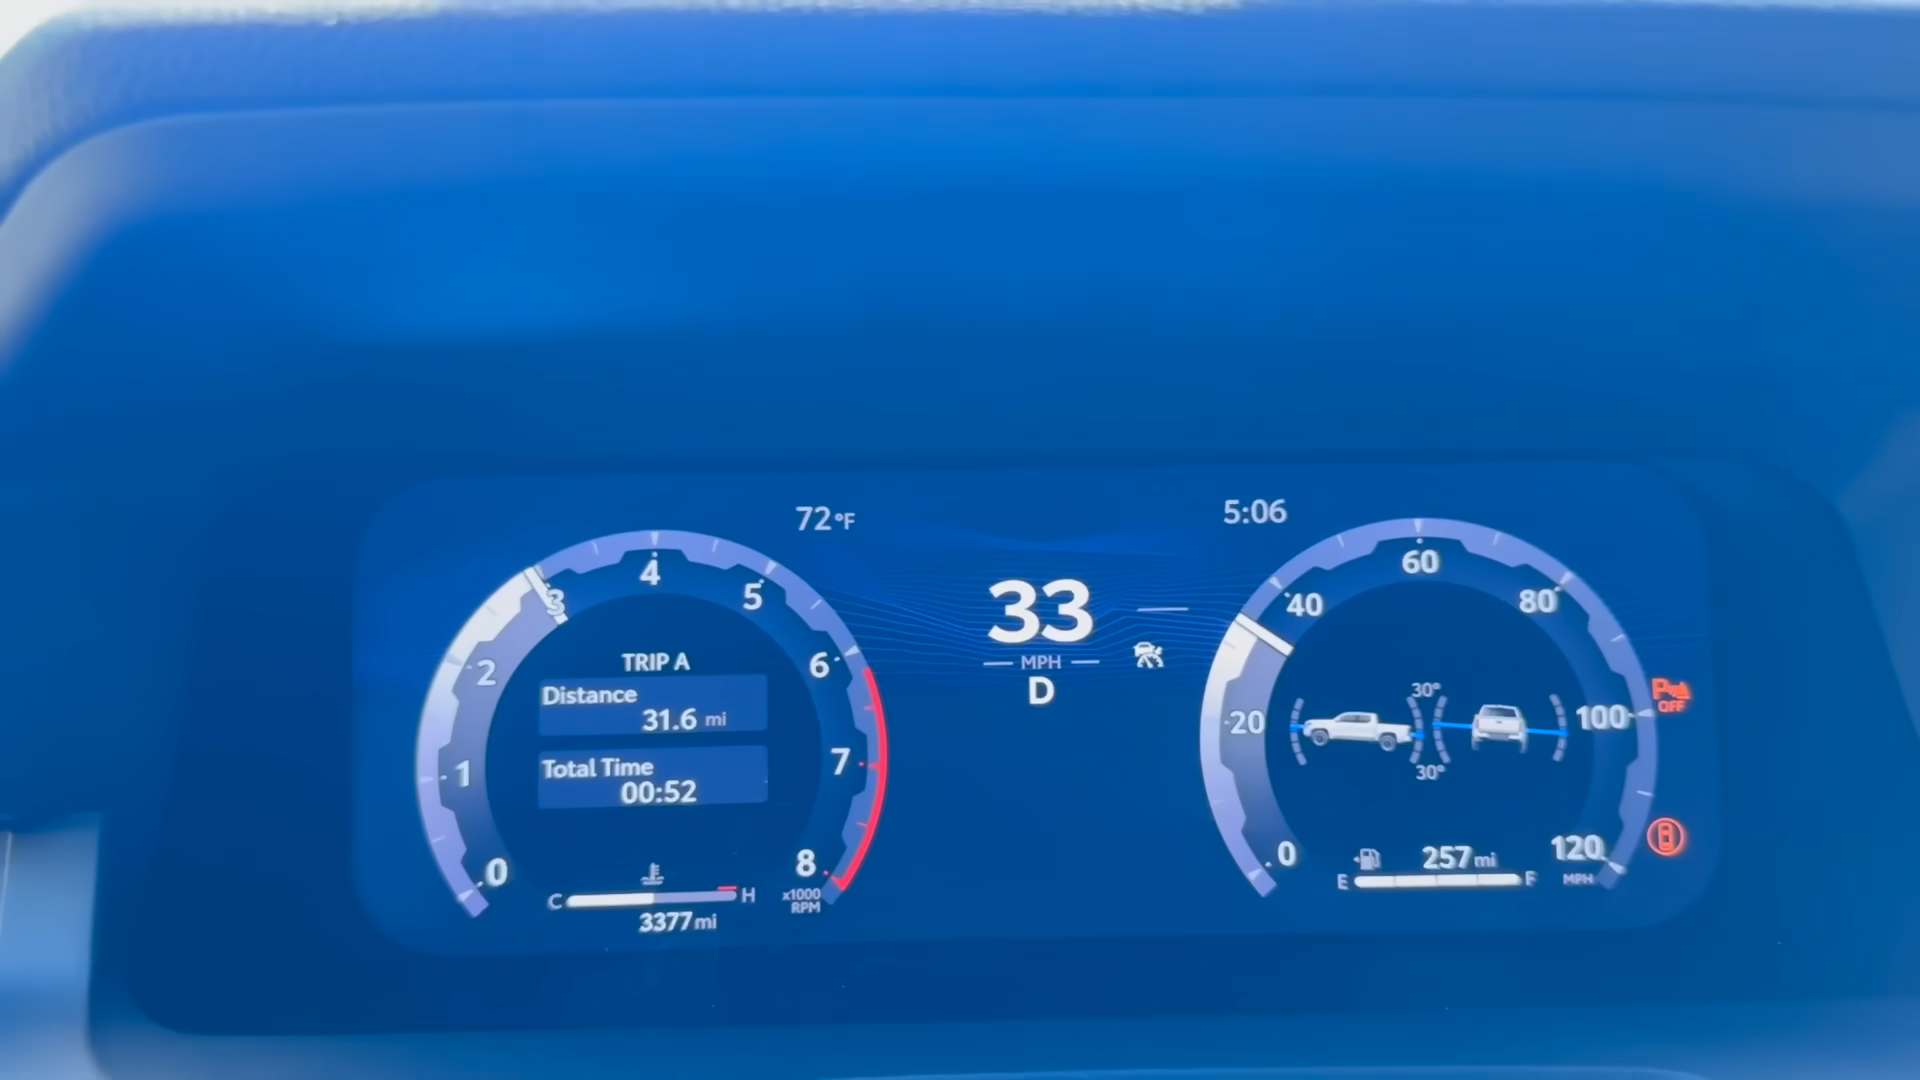 72°F
5:06
0
1
2
3
4
5
6
7
8
x1000
RPM
TRIP A
Distance
31.6 mi
Total Time
00:52
C
H
3377 mi
33
MPH
D
0
20
40
60
80
100
120
MPH
30°
30°
257 mi
E
F
P
OFF